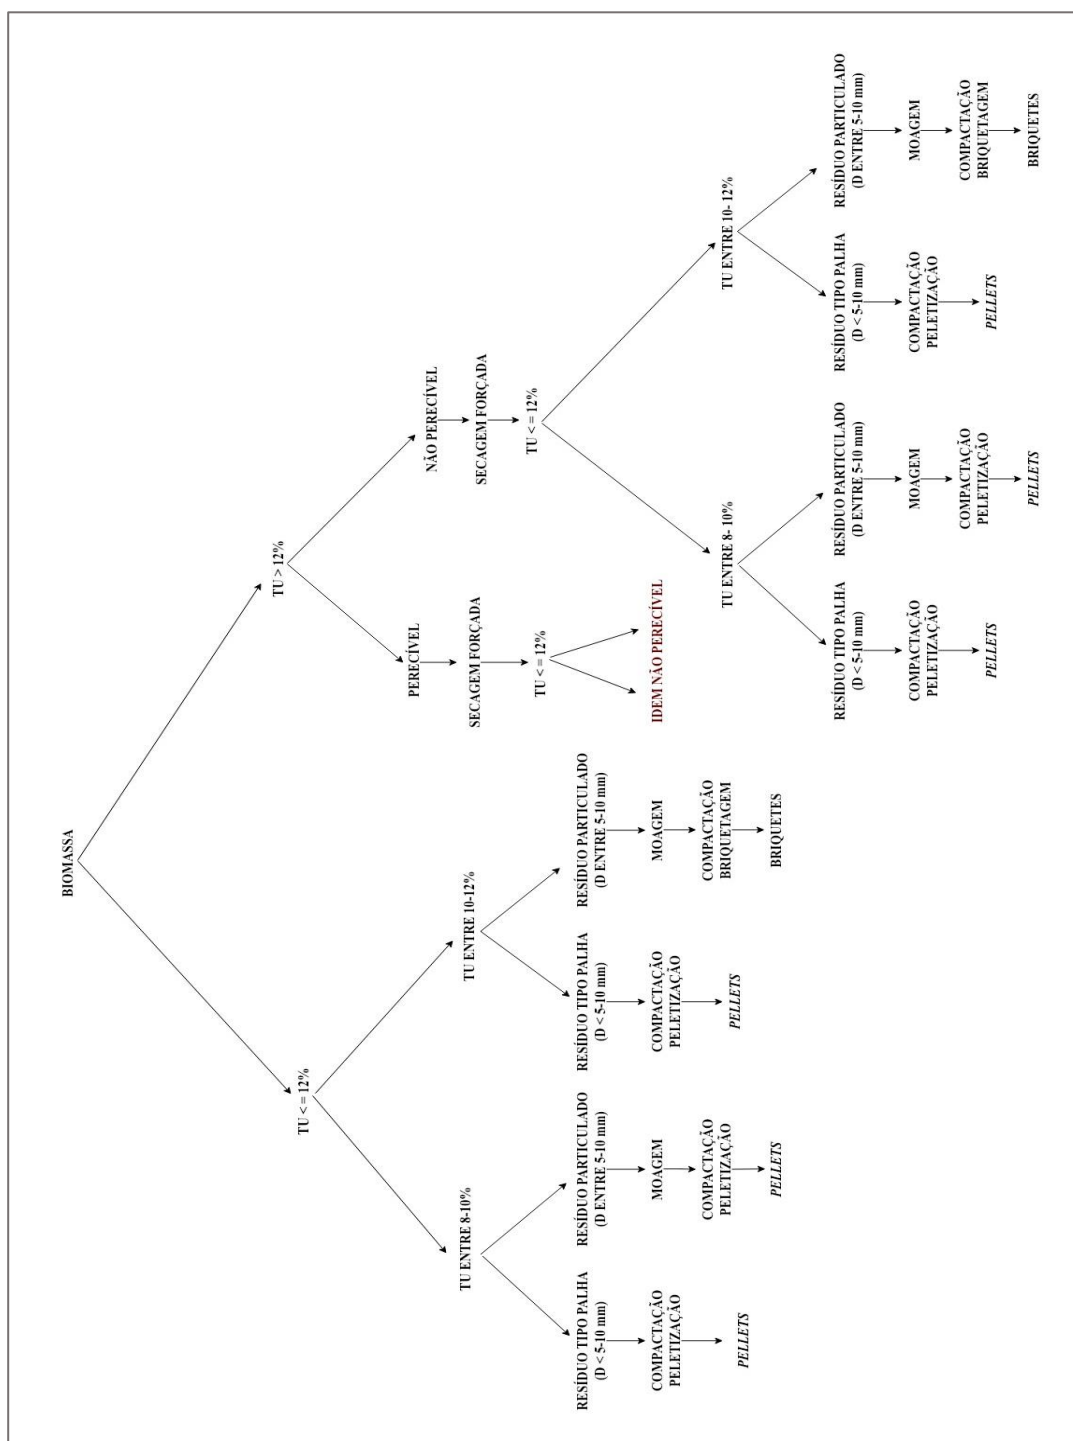 BIOMASSA
TU < = 12%
TU ENTRE 8-10%
RESÍDUO TIPO PALHA
(D < 5-10 mm)
COMPACTAÇÃO
PELETIZAÇÃO
PELLETS
RESÍDUO PARTICULADO
(D ENTRE 5-10 mm)
MOAGEM
COMPACTAÇÃO
PELETIZAÇÃO
PELLETS
TU ENTRE 10-12%
RESÍDUO TIPO PALHA
(D < 5-10 mm)
COMPACTAÇÃO
PELETIZAÇÃO
PELLETS
RESÍDUO PARTICULADO
(D ENTRE 5-10 mm)
MOAGEM
COMPACTAÇÃO
BRIQUETAGEM
BRIQUETES
TU > 12%
PERECÍVEL
SECAGEM FORÇADA
TU < = 12%
IDEM NÃO PERECÍVEL
NÃO PERECÍVEL
SECAGEM FORÇADA
TU < = 12%
TU ENTRE 8- 10%
RESÍDUO TIPO PALHA
(D < 5-10 mm)
COMPACTAÇÃO
PELETIZAÇÃO
PELLETS
RESÍDUO PARTICULADO
(D ENTRE 5-10 mm)
MOAGEM
COMPACTAÇÃO
PELETIZAÇÃO
PELLETS
TU ENTRE 10- 12%
RESÍDUO TIPO PALHA
(D < 5-10 mm)
COMPACTAÇÃO
PELETIZAÇÃO
PELLETS
RESÍDUO PARTICULADO
(D ENTRE 5-10 mm)
MOAGEM
COMPACTAÇÃO
BRIQUETAGEM
BRIQUETES